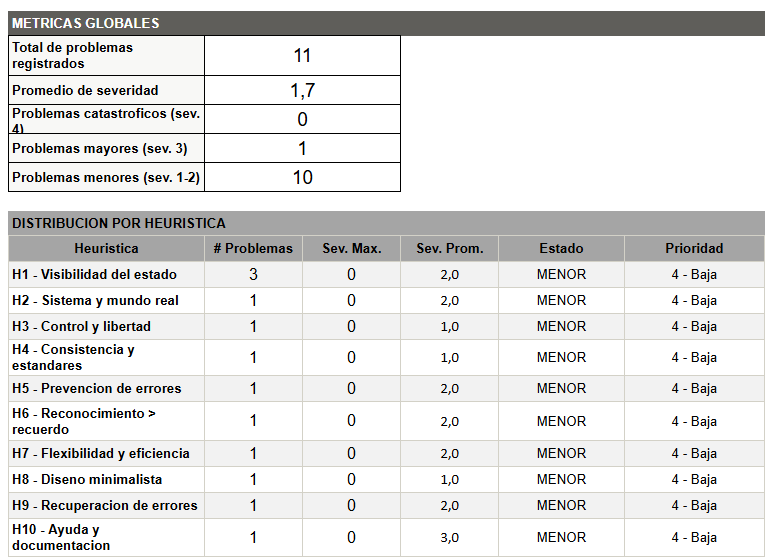 METRICAS GLOBALES
Total de problemas
registrados
11
Promedio de severidad
1,7
Problemas catastroficos (sev.
4)
0
Problemas mayores (sev. 3)
1
Problemas menores (sev. 1-2)
10
DISTRIBUCION POR HEURISTICA
Heuristica # Problemas Sev. Max. Sev. Prom. Estado Prioridad
H1 - Visibilidad del estado 3 0 2,0 MENOR 4 - Baja
H2 - Sistema y mundo real 1 0 2,0 MENOR 4 - Baja
H3 - Control y libertad 1 0 1,0 MENOR 4 - Baja
H4 - Consistencia y
estandares 1 0 1,0 MENOR 4 - Baja
H5 - Prevencion de errores 1 0 2,0 MENOR 4 - Baja
H6 - Reconocimiento >
recuerdo 1 0 2,0 MENOR 4 - Baja
H7 - Flexibilidad y eficiencia 1 0 2,0 MENOR 4 - Baja
H8 - Diseno minimalista 1 0 1,0 MENOR 4 - Baja
H9 - Recuperacion de errores 1 0 2,0 MENOR 4 - Baja
H10 - Ayuda y
documentacion 1 0 3,0 MENOR 4 - Baja